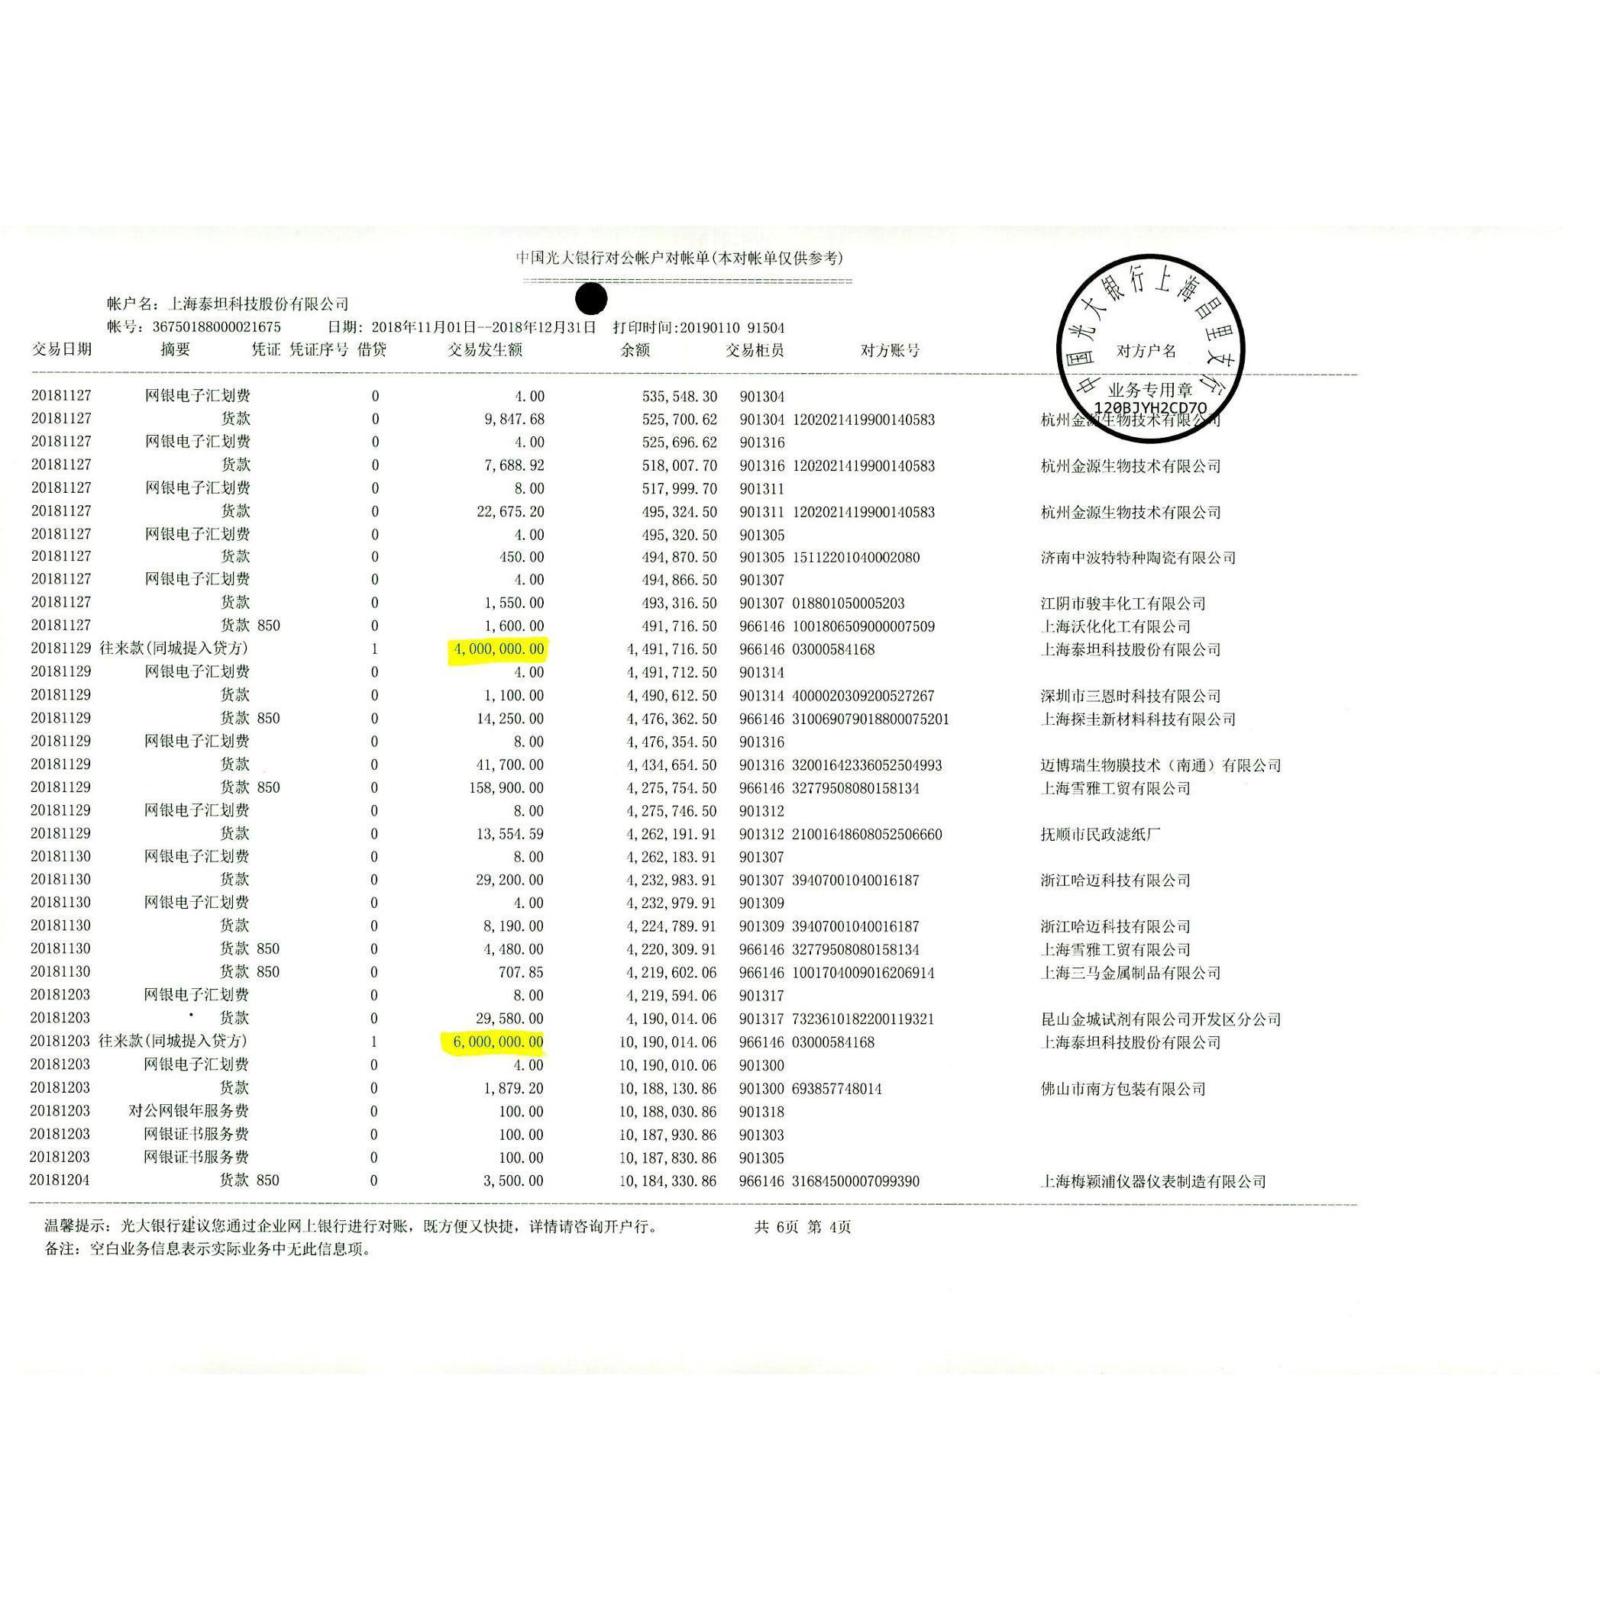 中国光大银行对公帐户对帐单(本对帐单仅供参考)
帐户名: 上海泰坦科技股份有限公司
帐号: 36750188000021675 日期: 2018年11月01日--2018年12月31日 打印时间:20190110 91504
交易日期 摘要 凭证 凭证序号 借贷 交易发生额 余额 交易柜员 对方账号 对方户名
中国光大银行上海昌里支行
业务专用章
120BJYH2CD70
20181127 网银电子汇划费 0 4.00 535,548.30 901304
20181127 货款 0 9,847.68 525,700.62 901304 1202021419900140583 杭州金源生物技术有限公司
20181127 网银电子汇划费 0 4.00 525,696.62 901316
20181127 货款 0 7,688.92 518,007.70 901316 1202021419900140583 杭州金源生物技术有限公司
20181127 网银电子汇划费 0 8.00 517,999.70 901311
20181127 货款 0 22,675.20 495,324.50 901311 1202021419900140583 杭州金源生物技术有限公司
20181127 网银电子汇划费 0 4.00 495,320.50 901305
20181127 货款 0 450.00 494,870.50 901305 15112201040002080 济南中波特特种陶瓷有限公司
20181127 网银电子汇划费 0 4.00 494,866.50 901307
20181127 货款 0 1,550.00 493,316.50 901307 018801050005203 江阴市骏丰化工有限公司
20181127 货款 850 0 1,600.00 491,716.50 966146 1001806509000007509 上海沃化化工有限公司
20181129 往来款(同城提入贷方) 1 4,000,000.00 4,491,716.50 966146 03000584168 上海泰坦科技股份有限公司
20181129 网银电子汇划费 0 4.00 4,491,712.50 901314
20181129 货款 0 1,100.00 4,490,612.50 901314 4000020309200527267 深圳市三恩时科技有限公司
20181129 货款 850 0 14,250.00 4,476,362.50 966146 310069079018800075201 上海探圭新材料科技有限公司
20181129 网银电子汇划费 0 8.00 4,476,354.50 901316
20181129 货款 0 41,700.00 4,434,654.50 901316 32001642336052504993 迈博瑞生物膜技术（南通）有限公司
20181129 货款 850 0 158,900.00 4,275,754.50 966146 32779508080158134 上海雪雅工贸有限公司
20181129 网银电子汇划费 0 8.00 4,275,746.50 901312
20181129 货款 0 13,554.59 4,262,191.91 901312 21001648608052506660 抚顺市民政滤纸厂
20181130 网银电子汇划费 0 8.00 4,262,183.91 901307
20181130 货款 0 29,200.00 4,232,983.91 901307 39407001040016187 浙江哈迈科技有限公司
20181130 网银电子汇划费 0 4.00 4,232,979.91 901309
20181130 货款 0 8,190.00 4,224,789.91 901309 39407001040016187 浙江哈迈科技有限公司
20181130 货款 850 0 4,480.00 4,220,309.91 966146 32779508080158134 上海雪雅工贸有限公司
20181130 货款 850 0 707.85 4,219,602.06 966146 1001704009016206914 上海三马金属制品有限公司
20181203 网银电子汇划费 0 8.00 4,219,594.06 901317
20181203 货款 0 29,580.00 4,190,014.06 901317 7323610182200119321 昆山金城试剂有限公司开发区分公司
20181203 往来款(同城提入贷方) 1 6,000,000.00 10,190,014.06 966146 03000584168 上海泰坦科技股份有限公司
20181203 网银电子汇划费 0 4.00 10,190,010.06 901300
20181203 货款 0 1,879.20 10,188,130.86 901300 693857748014 佛山市南方包装有限公司
20181203 对公网银年服务费 0 100.00 10,188,030.86 901318
20181203 网银证书服务费 0 100.00 10,187,930.86 901303
20181203 网银证书服务费 0 100.00 10,187,830.86 901305
20181204 货款 850 0 3,500.00 10,184,330.86 966146 31684500007099390 上海梅颖浦仪器仪表制造有限公司
温馨提示: 光大银行建议您通过企业网上银行进行对账，既方便又快捷，详情请咨询开户行。 共 6页 第 4页
备注: 空白业务信息表示实际业务中无此信息项。